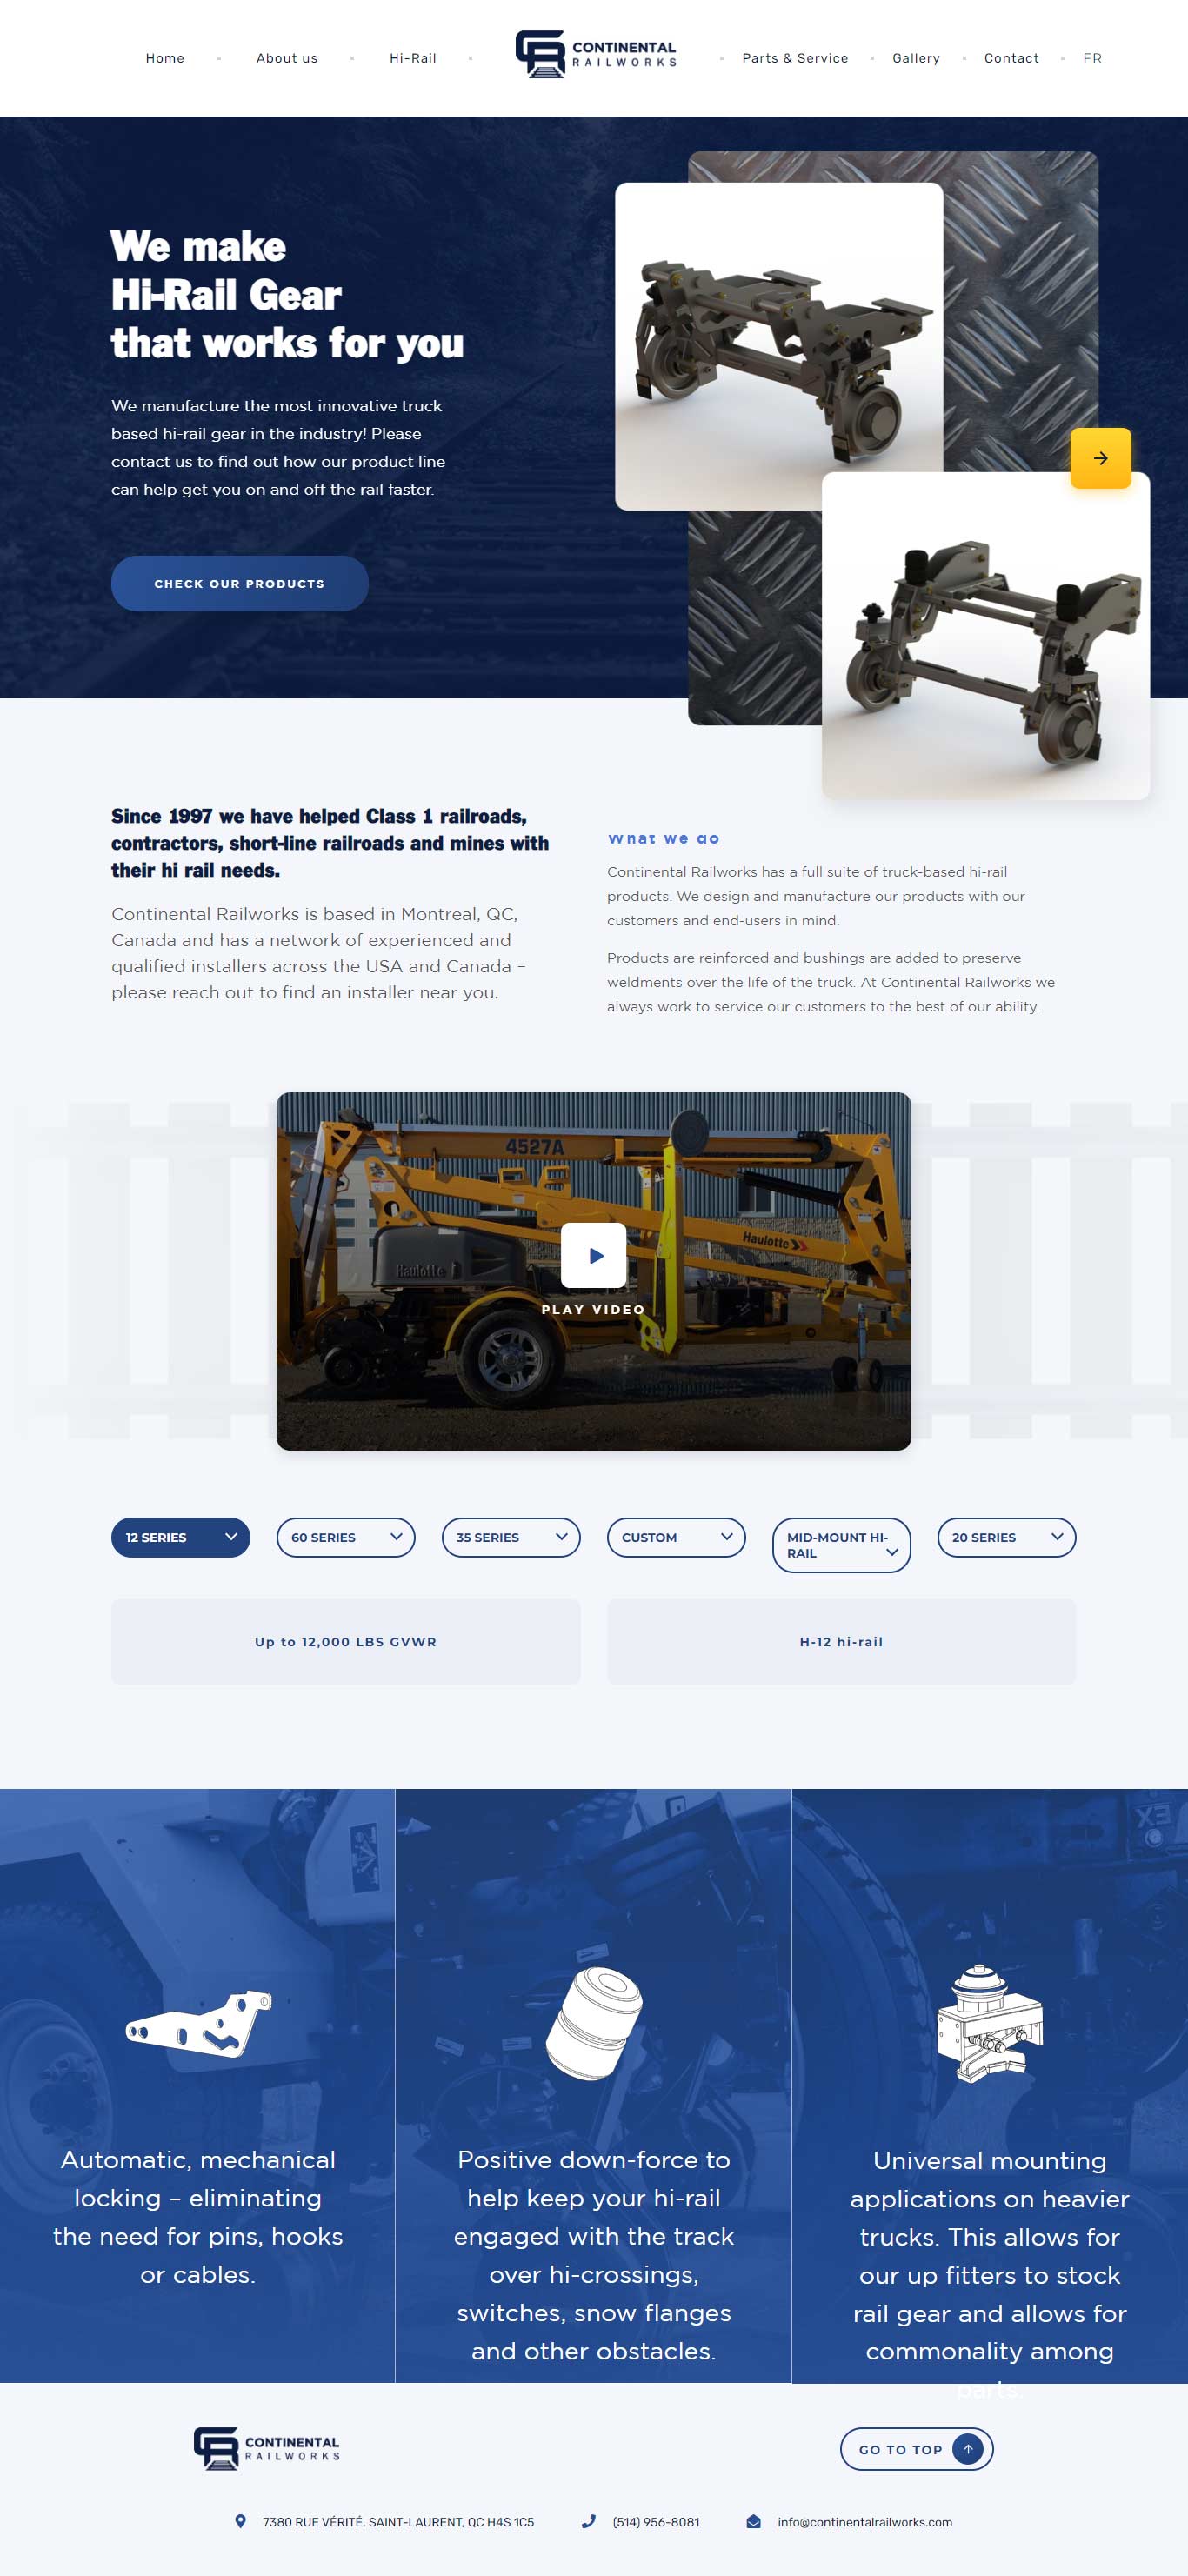 Home
About us
Hi-Rail
CONTINENTAL
RAILWORKS
Parts & Service
Gallery
Contact
FR
We make
Hi-Rail Gear
that works for you
We manufacture the most innovative truck
based hi-rail gear in the industry! Please
contact us to find out how our product line
can help get you on and off the rail faster.
CHECK OUR PRODUCTS
Since 1997 we have helped Class 1 railroads,
contractors, short-line railroads and mines with
their hi rail needs.
Continental Railworks is based in Montreal, QC,
Canada and has a network of experienced and
qualified installers across the USA and Canada –
please reach out to find an installer near you.
What we do
Continental Railworks has a full suite of truck-based hi-rail
products. We design and manufacture our products with our
customers and end-users in mind.
Products are reinforced and bushings are added to preserve
weldments over the life of the truck. At Continental Railworks we
always work to service our customers to the best of our ability.
4527A
Haulotte
Haulotte
PLAY VIDEO
12 SERIES
60 SERIES
35 SERIES
CUSTOM
MID-MOUNT HI-
RAIL
20 SERIES
Up to 12,000 LBS GVWR
H-12 hi-rail
Automatic, mechanical
locking – eliminating
the need for pins, hooks
or cables.
Positive down-force to
help keep your hi-rail
engaged with the track
over hi-crossings,
switches, snow flanges
and other obstacles.
Universal mounting
applications on heavier
trucks. This allows for
our up fitters to stock
rail gear and allows for
commonality among
parts.
CONTINENTAL
RAILWORKS
GO TO TOP
7380 RUE VÉRITÉ, SAINT-LAURENT, QC H4S 1C5
(514) 956-8081
info@continentalrailworks.com